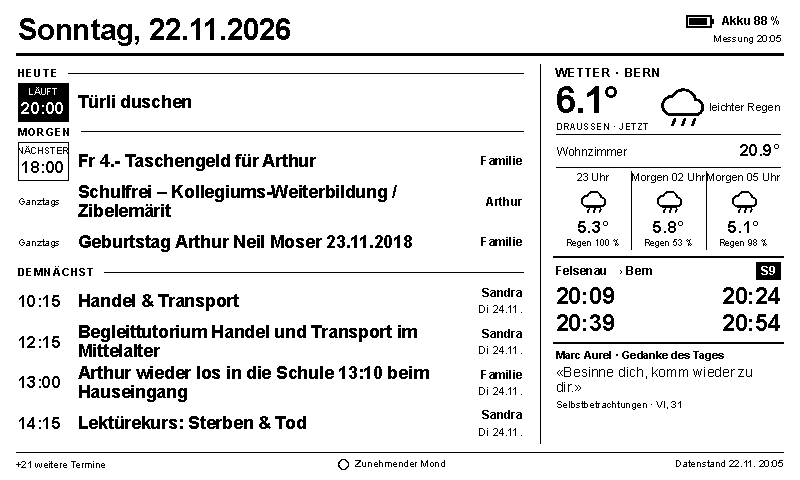 Sonntag, 22.11.2026
Akku 88 %
Messung 20:05
HEUTE
LÄUFT
20:00
Türli duschen
MORGEN
NÄCHSTER
18:00
Fr 4.- Taschengeld für Arthur
Familie
Ganztags
Schulfrei – Kollegiums-Weiterbildung /
Zibelemärit
Arthur
Ganztags
Geburtstag Arthur Neil Moser 23.11.2018
Familie
DEMNÄCHST
10:15
Handel & Transport
Sandra
Di 24.11.
12:15
Begleittutorium Handel und Transport im
Mittelalter
Sandra
Di 24.11.
13:00
Arthur wieder los in die Schule 13:10 beim
Hauseingang
Familie
Di 24.11.
14:15
Lektürekurs: Sterben & Tod
Sandra
Di 24.11.
WETTER · BERN
6.1°
leichter Regen
DRAUSSEN · JETZT
Wohnzimmer
20.9°
23 Uhr
Morgen 02 Uhr
Morgen 05 Uhr
5.3°
5.8°
5.1°
Regen 100 %
Regen 53 %
Regen 98 %
Felsenau › Bern
S9
20:09
20:24
20:39
20:54
Marc Aurel · Gedanke des Tages
«Besinne dich, komm wieder zu
dir.»
Selbstbetrachtungen · VI, 31
+21 weitere Termine
Zunehmender Mond
Datenstand 22.11. 20:05